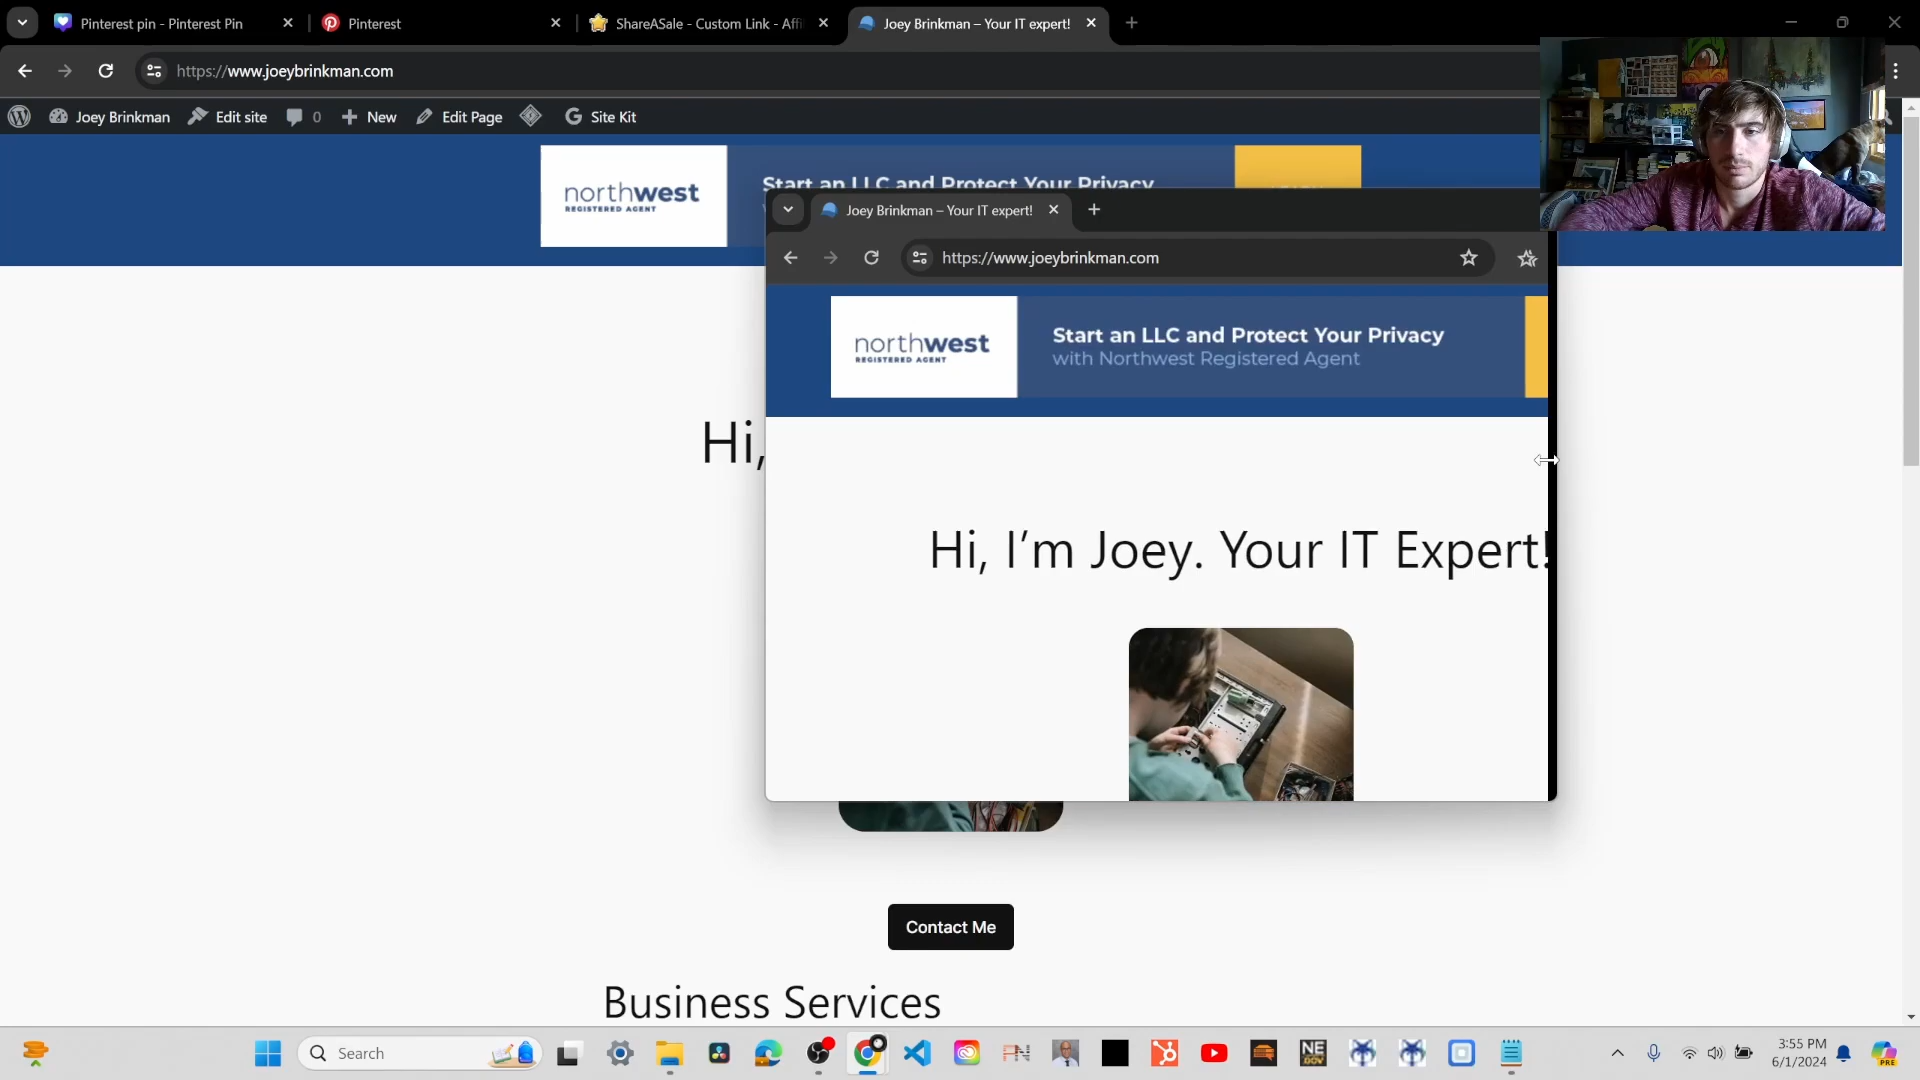 Pinterest pin - Pinterest Pin
Pinterest
ShareASale - Custom Link - Affi
Joey Brinkman – Your IT expert!
https://www.joeybrinkman.com
Joey Brinkman
Edit site
0
New
Edit Page
Site Kit
northwest
REGISTERED AGENT
Start an LLC and Protect Your Privacy
Joey Brinkman – Your IT expert!
https://www.joeybrinkman.com
northwest
REGISTERED AGENT
Start an LLC and Protect Your Privacy
with Northwest Registered Agent
Hi,
Hi, I’m Joey. Your IT Expert!
Contact Me
Business Services
Search
NE
DOV
PRE
3:55 PM
6/1/2024